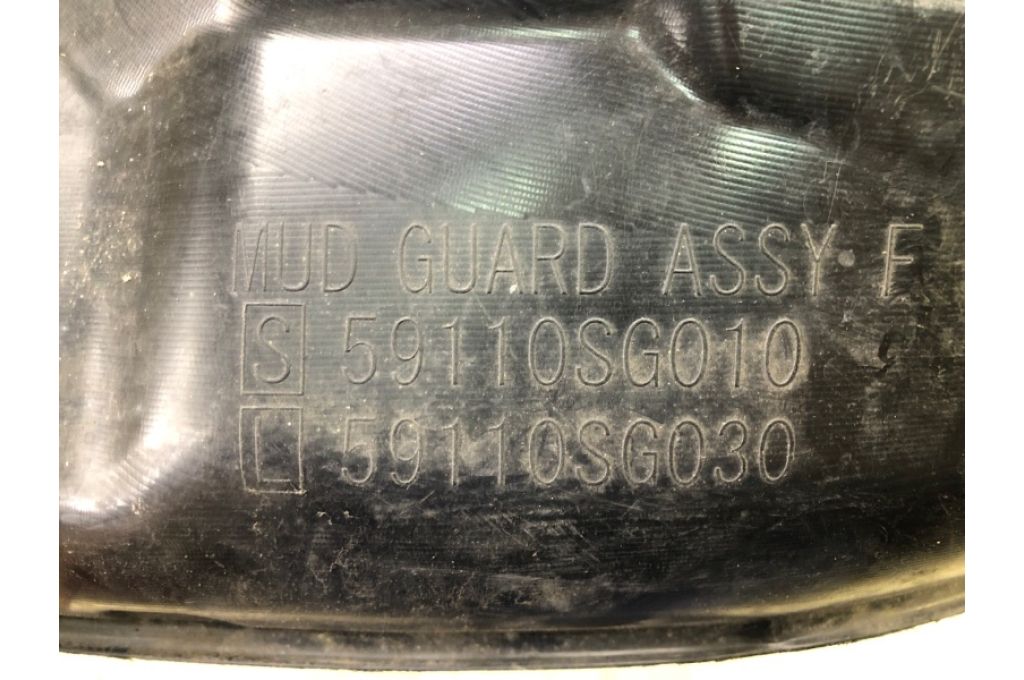 MUD GUARD ASSY·F
S 59110SG010
L 59110SG030